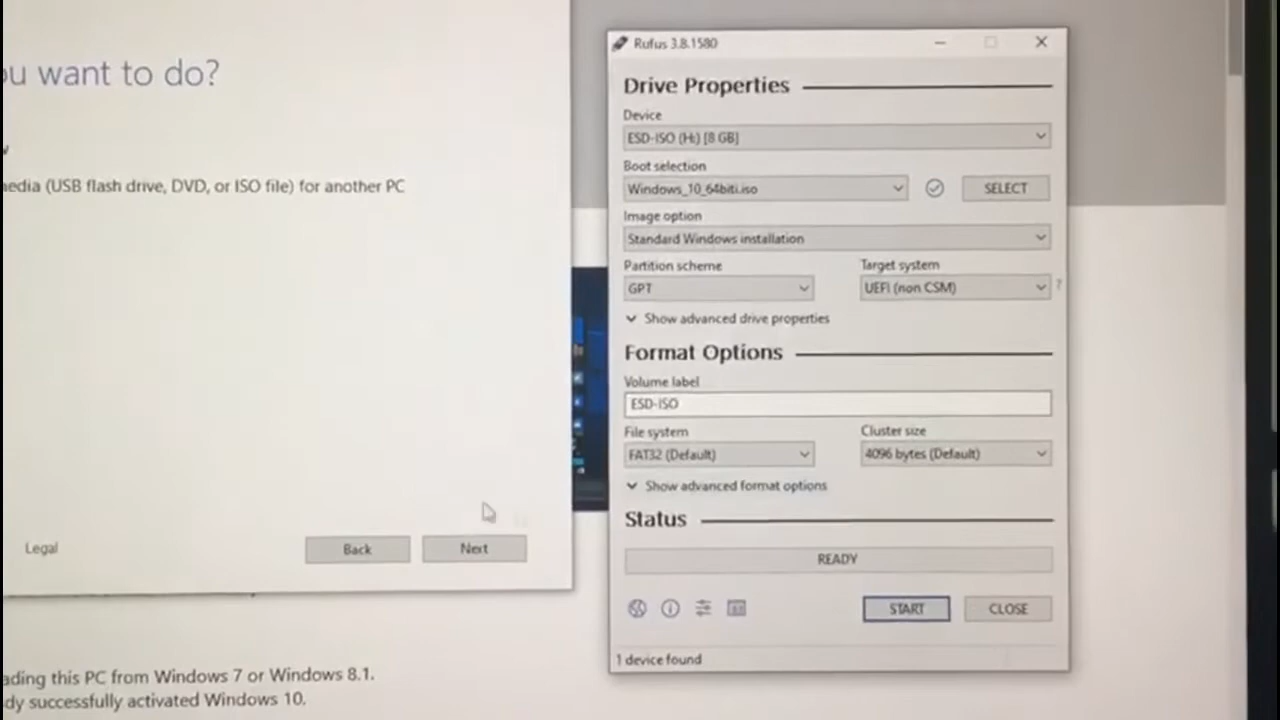 ou want to do?
edia (USB flash drive, DVD, or ISO file) for another PC
Legal
Back
Next
ading this PC from Windows 7 or Windows 8.1.
dy successfully activated Windows 10.
Rufus 3.8.1580
Drive Properties
Device
ESD-ISO (H:) [8 GB]
Boot selection
Windows_10_64biti.iso
SELECT
Image option
Standard Windows installation
Partition scheme
Target system
GPT
UEFI (non CSM)
?
Show advanced drive properties
Format Options
Volume label
ESD-ISO
File system
Cluster size
FAT32 (Default)
4096 bytes (Default)
Show advanced format options
Status
READY
START
CLOSE
1 device found